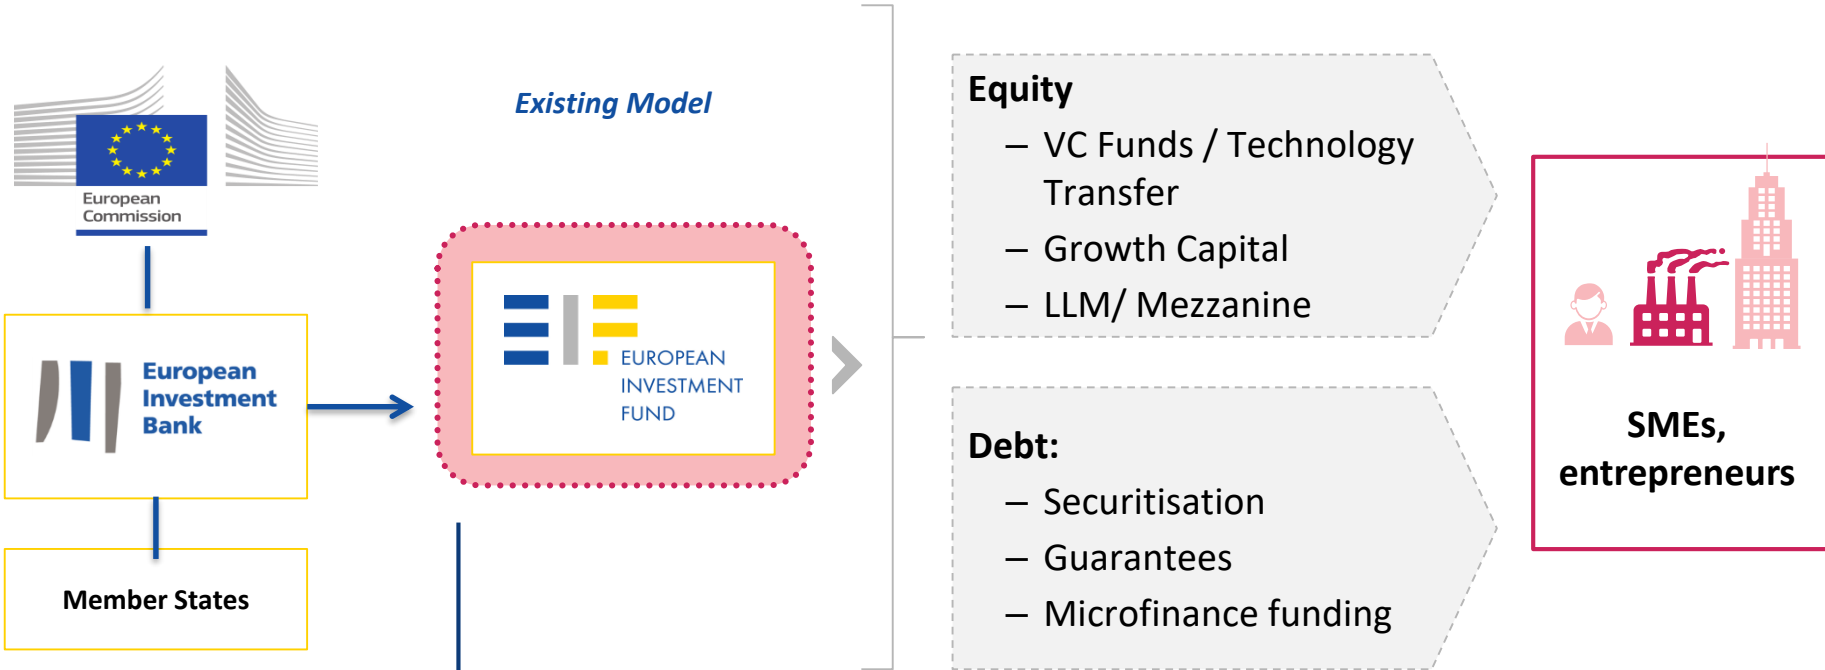 European
Commission
European
Investment
Bank
Member States
Existing Model
EUROPEAN
INVESTMENT
FUND
Equity
– VC Funds / Technology
Transfer
– Growth Capital
– LLM/ Mezzanine
Debt:
– Securitisation
– Guarantees
– Microfinance funding
SMEs,
entrepreneurs